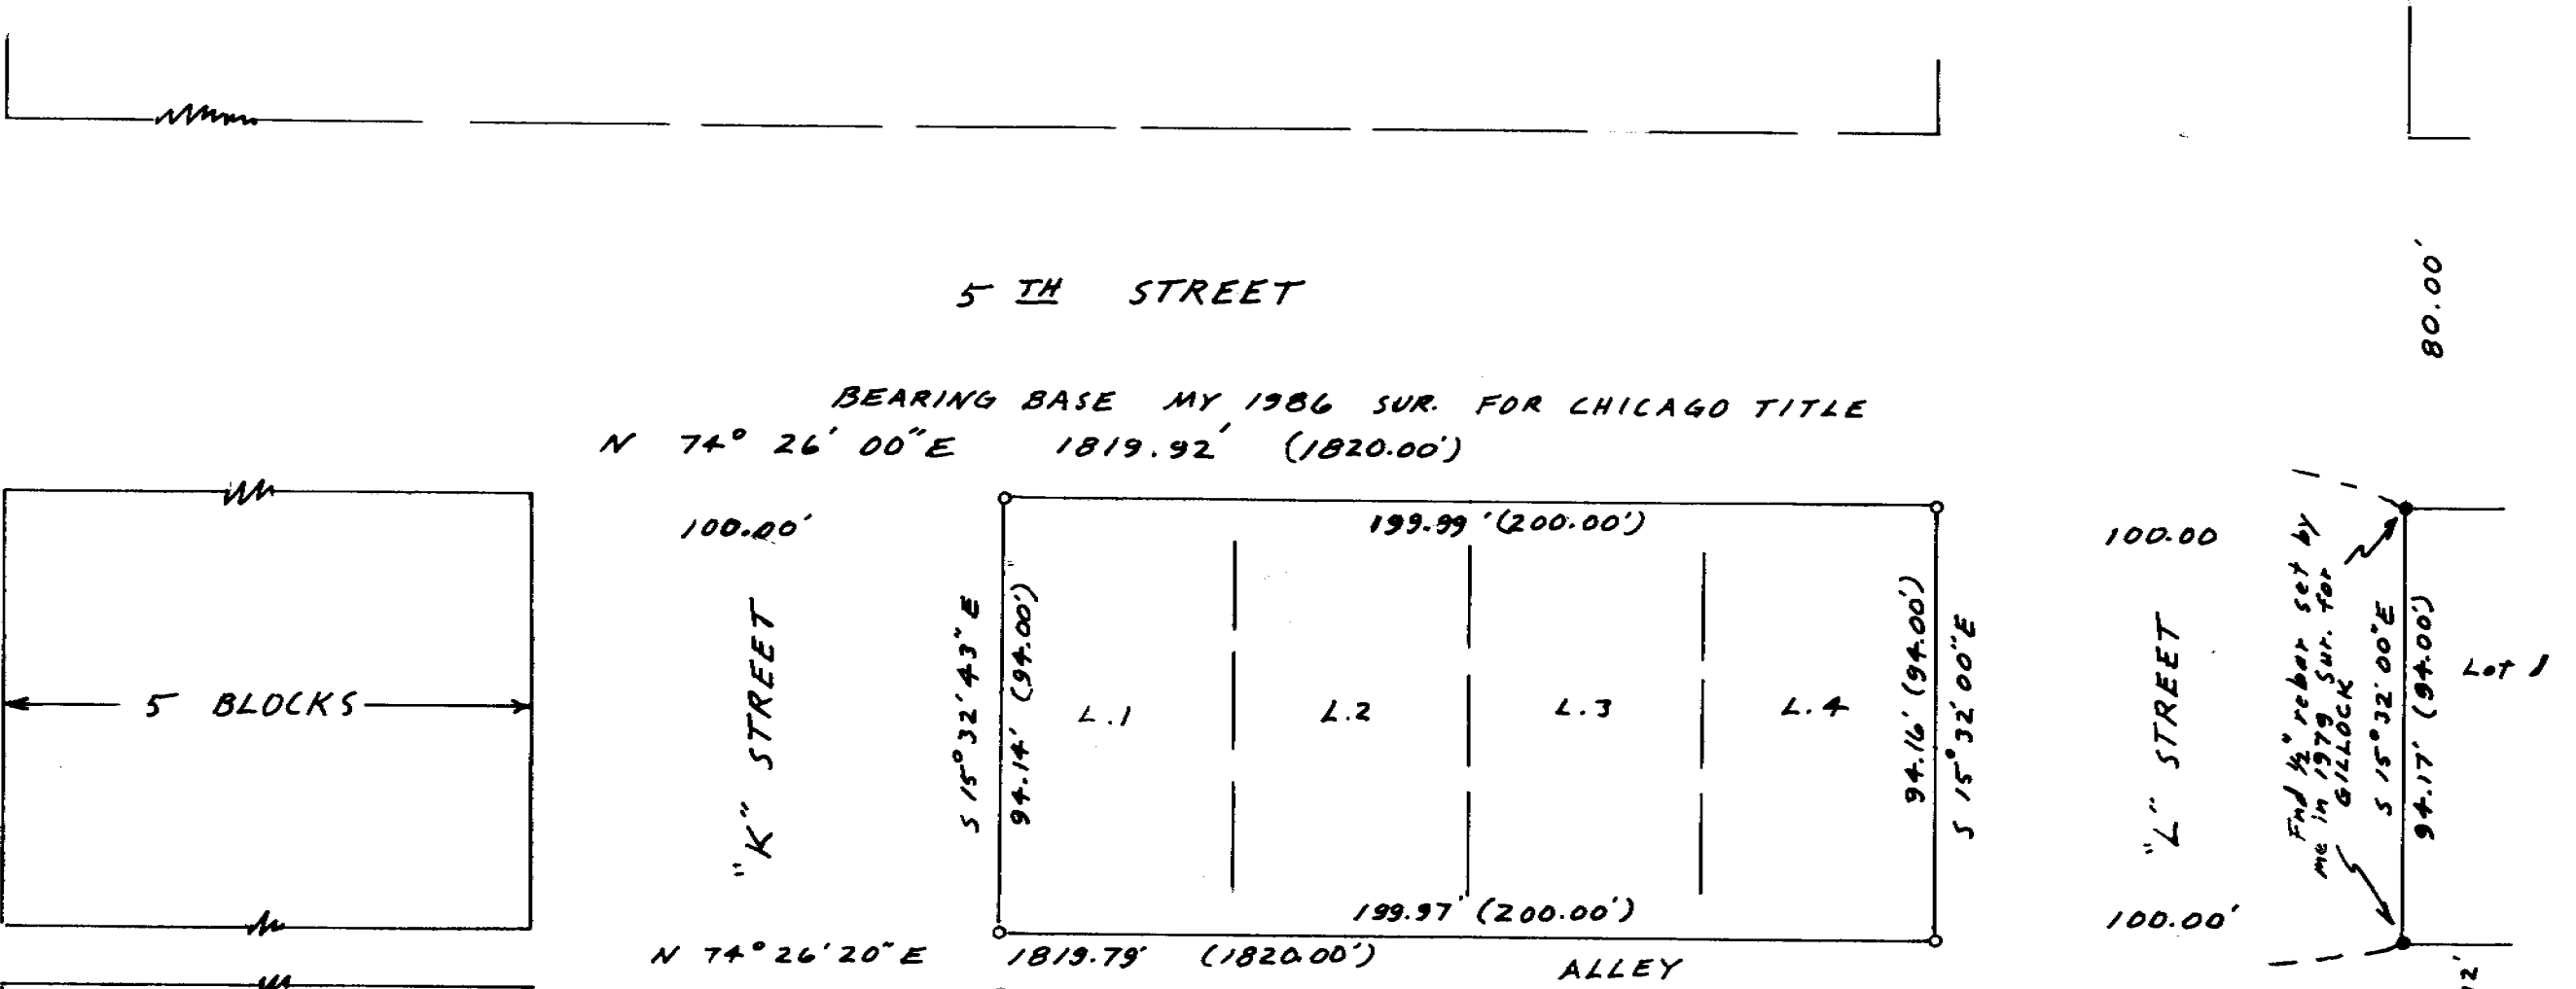 5 TH STREET
80.00'
BEARING BASE MY 1986 SUR. FOR CHICAGO TITLE
N 74° 26' 00" E 1819.92' (1820.00')
100.00'
199.99' (200.00')
100.00
5 BLOCKS
"K" STREET
S 15° 32' 43" E
94.14' (94.00')
L.1
L.2
L.3
L.4
94.16' (94.00')
S 15° 32' 00" E
"L" STREET
Fnd ½" rebar set by
me in 1979 Sur. for
GILLOCK
S 15° 32' 00" E
94.17' (94.00')
Lot 1
199.97' (200.00')
100.00'
N 74° 26' 20" E 1819.79' (1820.00')
ALLEY